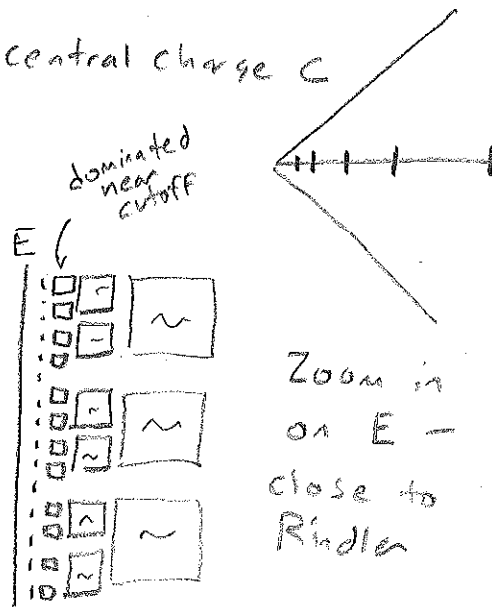 central charge C
dominated
near
cutoff
E
Zoom in
on E —
close to
Rindler